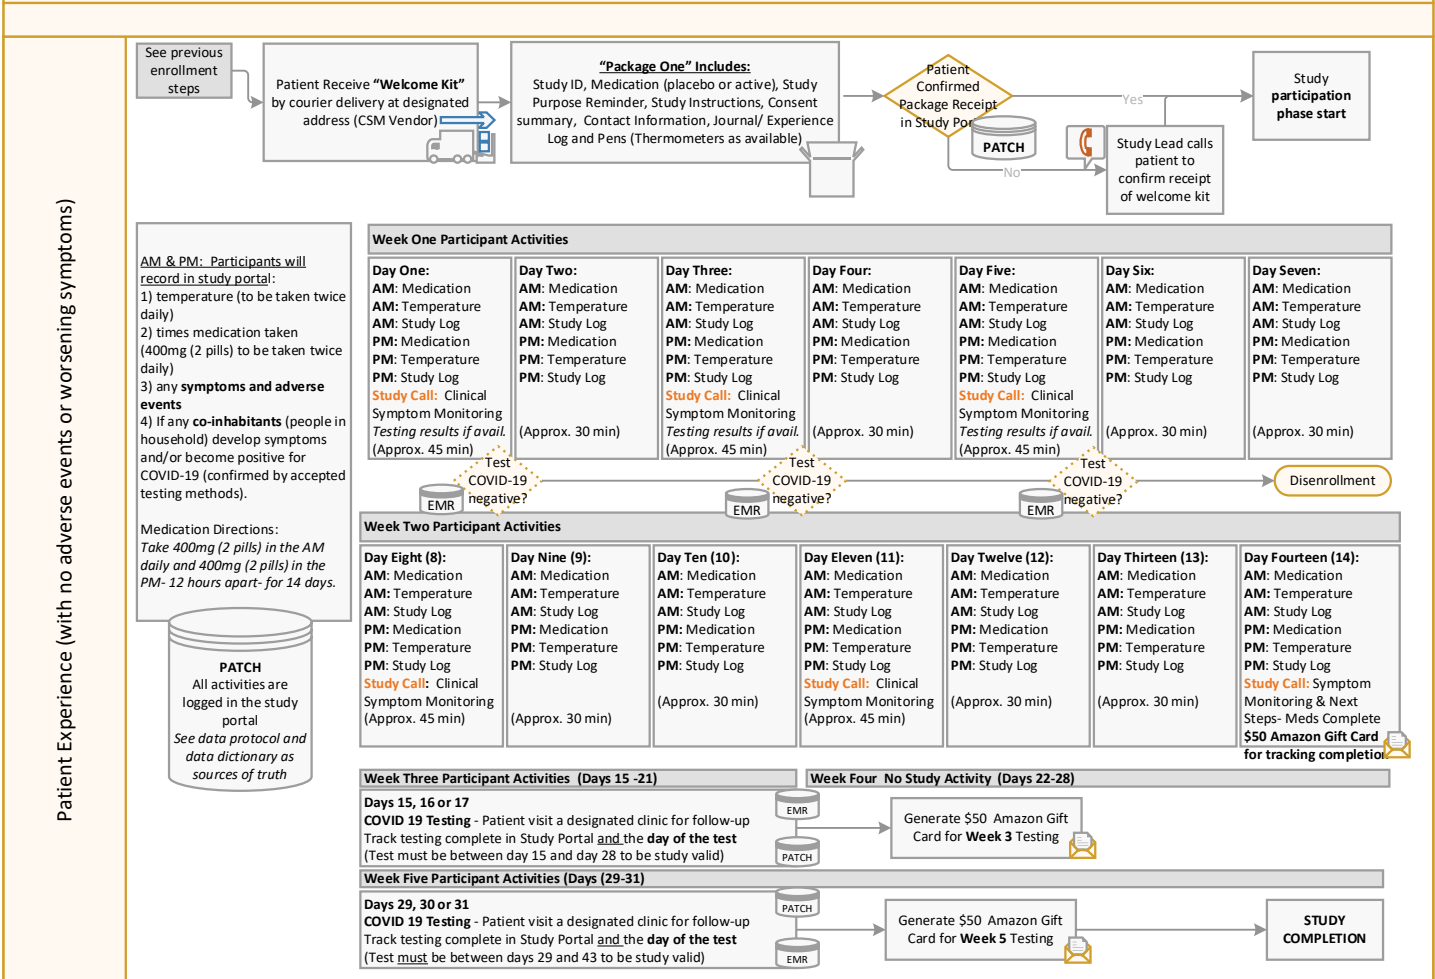 See previous
enrollment
steps
Patient Receive “Welcome Kit”
by courier delivery at designated
address (CSM Vendor)
“Package One” Includes:
Study ID, Medication (placebo or active), Study
Purpose Reminder, Study Instructions, Consent
summary, Contact Information, Journal/ Experience
Log and Pens (Thermometers as available)
Patient
Confirmed
Package Receipt
in Study Por
PATCH
Yes
No
Study Lead calls
patient to
confirm receipt
of welcome kit
Study
participation
phase start
Patient Experience (with no adverse events or worsening symptoms)
AM & PM: Participants will
record in study portal:
1) temperature (to be taken twice
daily)
2) times medication taken
(400mg (2 pills) to be taken twice
daily)
3) any symptoms and adverse
events
4) If any co-inhabitants (people in
household) develop symptoms
and/or become positive for
COVID-19 (confirmed by accepted
testing methods).
Medication Directions:
Take 400mg (2 pills) in the AM
daily and 400mg (2 pills) in the
PM- 12 hours apart- for 14 days.
PATCH
All activities are
logged in the study
portal
See data protocol and
data dictionary as
sources of truth
Week One Participant Activities
Day One:
AM: Medication
AM: Temperature
AM: Study Log
PM: Medication
PM: Temperature
PM: Study Log
Study Call: Clinical
Symptom Monitoring
Testing results if avail.
(Approx. 45 min)
Day Two:
AM: Medication
AM: Temperature
AM: Study Log
PM: Medication
PM: Temperature
PM: Study Log
(Approx. 30 min)
Day Three:
AM: Medication
AM: Temperature
AM: Study Log
PM: Medication
PM: Temperature
PM: Study Log
Study Call: Clinical
Symptom Monitoring
Testing results if avail.
(Approx. 45 min)
Day Four:
AM: Medication
AM: Temperature
AM: Study Log
PM: Medication
PM: Temperature
PM: Study Log
(Approx. 30 min)
Day Five:
AM: Medication
AM: Temperature
AM: Study Log
PM: Medication
PM: Temperature
PM: Study Log
Study Call: Clinical
Symptom Monitoring
Testing results if avail.
(Approx. 45 min)
Day Six:
AM: Medication
AM: Temperature
AM: Study Log
PM: Medication
PM: Temperature
PM: Study Log
(Approx. 30 min)
Day Seven:
AM: Medication
AM: Temperature
AM: Study Log
PM: Medication
PM: Temperature
PM: Study Log
(Approx. 30 min)
Test
COVID-19
negative?
EMR
Test
COVID-19
negative?
EMR
Test
COVID-19
negative?
EMR
Disenrollment
Week Two Participant Activities
Day Eight (8):
AM: Medication
AM: Temperature
AM: Study Log
PM: Medication
PM: Temperature
PM: Study Log
Study Call: Clinical
Symptom Monitoring
(Approx. 45 min)
Day Nine (9):
AM: Medication
AM: Temperature
AM: Study Log
PM: Medication
PM: Temperature
PM: Study Log
(Approx. 30 min)
Day Ten (10):
AM: Medication
AM: Temperature
AM: Study Log
PM: Medication
PM: Temperature
PM: Study Log
(Approx. 30 min)
Day Eleven (11):
AM: Medication
AM: Temperature
AM: Study Log
PM: Medication
PM: Temperature
PM: Study Log
Study Call: Clinical
Symptom Monitoring
(Approx. 45 min)
Day Twelve (12):
AM: Medication
AM: Temperature
AM: Study Log
PM: Medication
PM: Temperature
PM: Study Log
(Approx. 30 min)
Day Thirteen (13):
AM: Medication
AM: Temperature
AM: Study Log
PM: Medication
PM: Temperature
PM: Study Log
(Approx. 30 min)
Day Fourteen (14):
AM: Medication
AM: Temperature
AM: Study Log
PM: Medication
PM: Temperature
PM: Study Log
Study Call: Symptom
Monitoring & Next
Steps- Meds Complete
$50 Amazon Gift Card
for tracking completion
Week Three Participant Activities (Days 15 -21)
Week Four No Study Activity (Days 22-28)
Days 15, 16 or 17
COVID 19 Testing - Patient visit a designated clinic for follow-up
Track testing complete in Study Portal and the day of the test
(Test must be between day 15 and day 28 to be study valid)
EMR
PATCH
Generate $50 Amazon Gift
Card for Week 3 Testing
Week Five Participant Activities (Days (29-31)
Days 29, 30 or 31
COVID 19 Testing - Patient visit a designated clinic for follow-up
Track testing complete in Study Portal and the day of the test
(Test must be between days 29 and 43 to be study valid)
PATCH
EMR
Generate $50 Amazon Gift
Card for Week 5 Testing
STUDY
COMPLETION